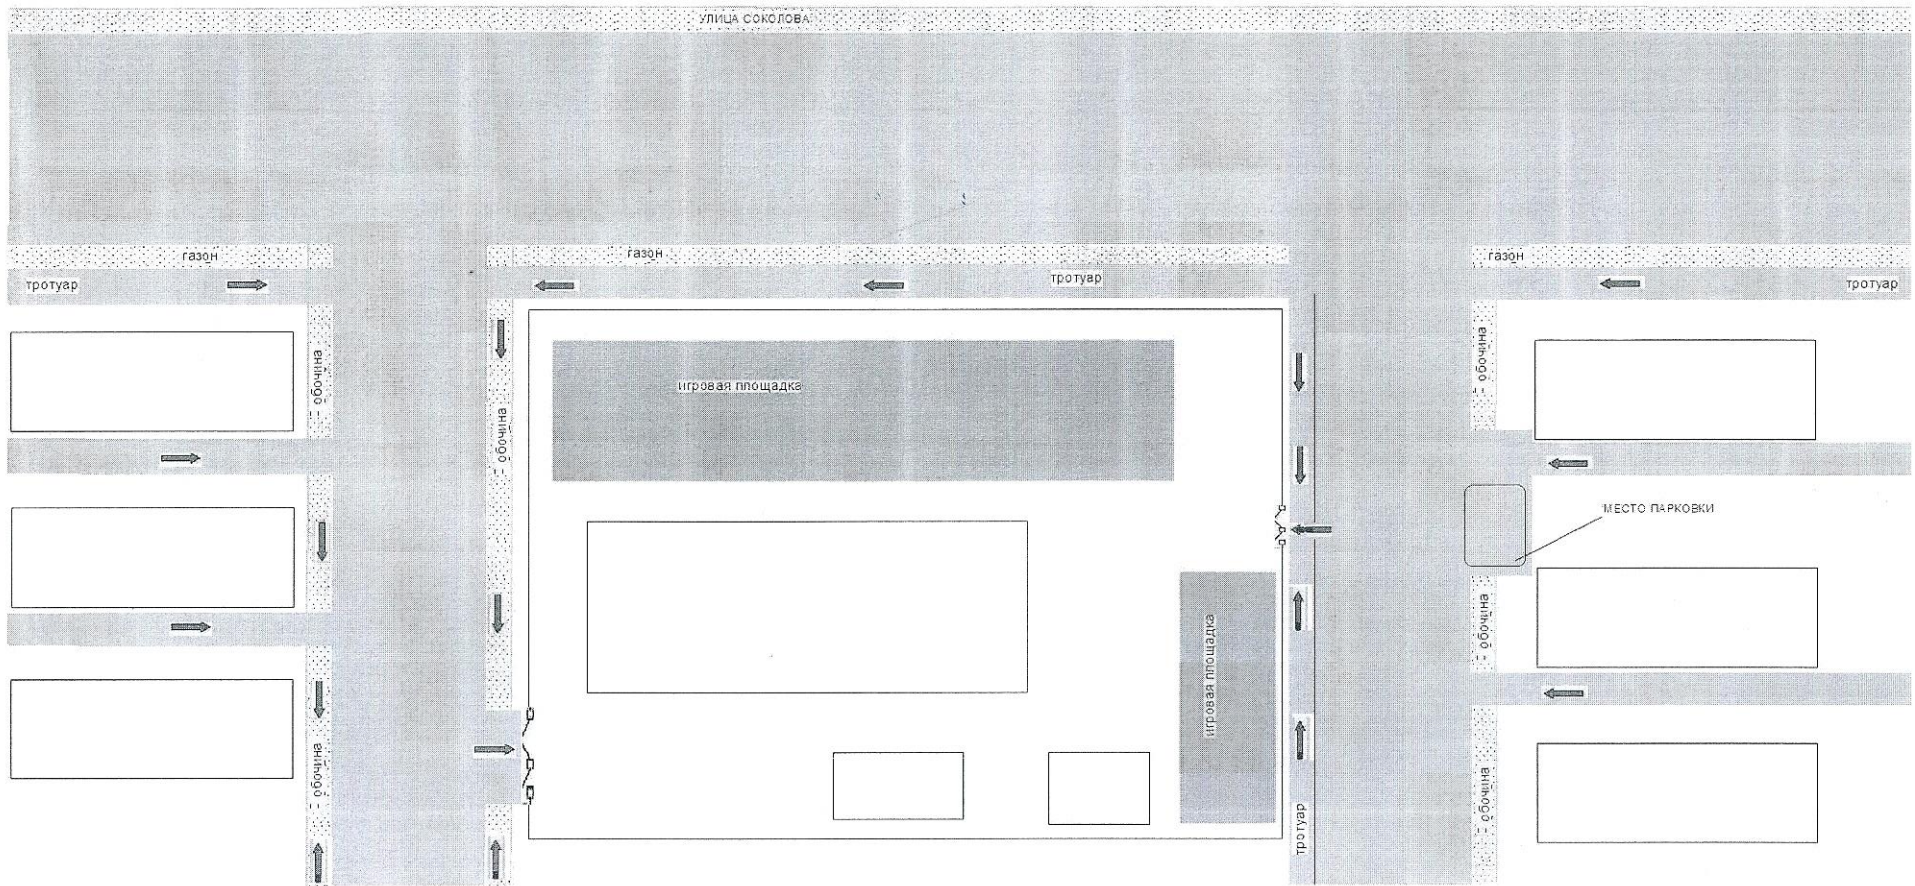 УЛИЦА СОКОЛОВА
газон
газон
газон
тротуар
тротуар
тротуар
обочина
обочина
обочина
игровая площадка
МЕСТО ПАРКОВКИ
обочина
игровая площадка
обочина
обочина
тротуар